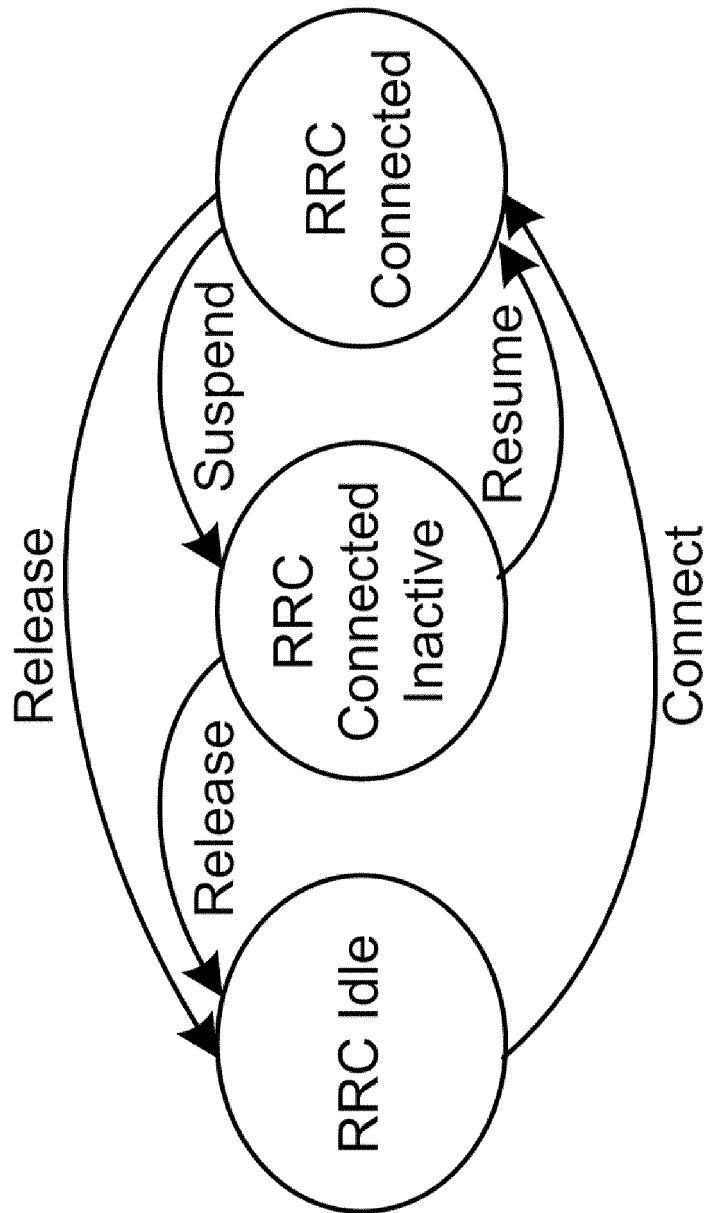 Release
Release
Suspend
RRC Idle
RRC
Connected
Inactive
RRC
Connected
Resume
Connect